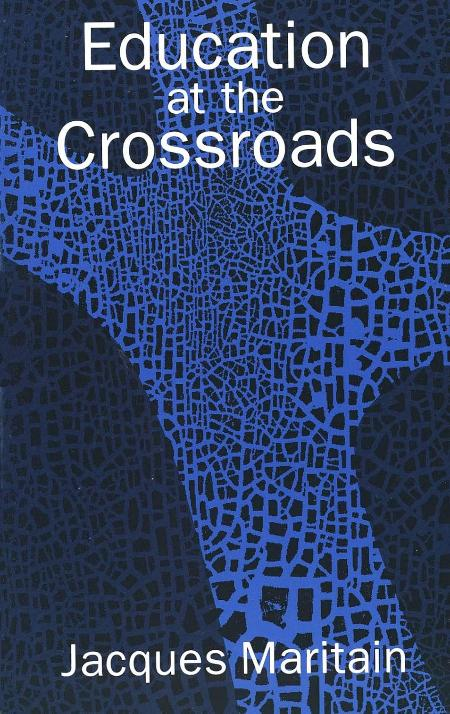 Education
at the
Crossroads
Jacques Maritain